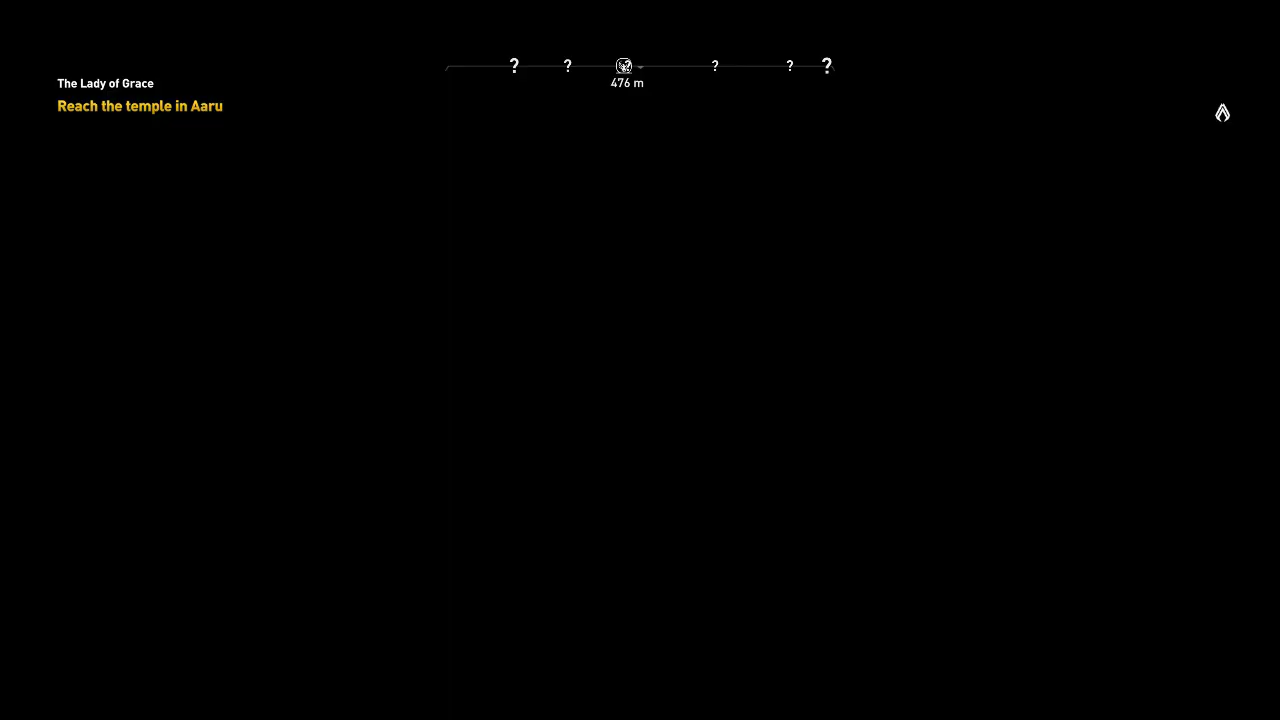 ? ? ? ? ?
The Lady of Grace
476 m
Reach the temple in Aaru